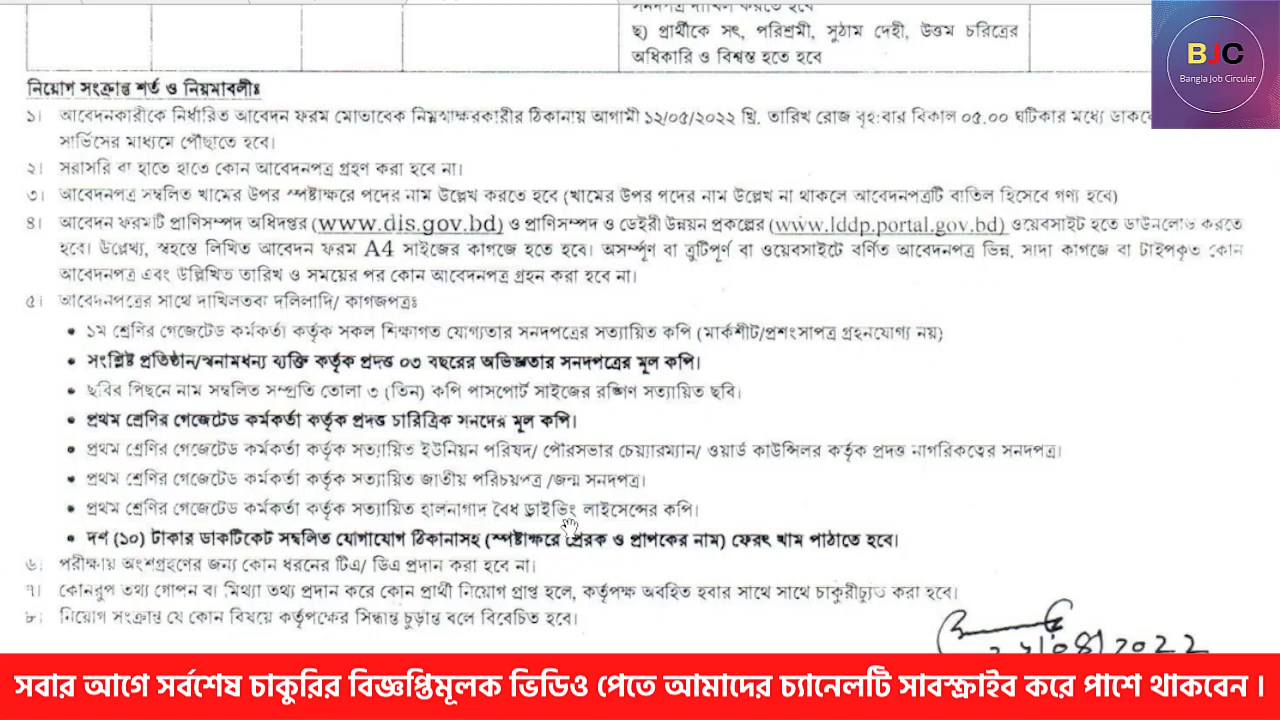 সনদপত্র দাখিল করতে হবে
ছ) প্রার্থীকে সৎ, পরিশ্রমী, সুঠাম দেহী, উত্তম চরিত্রের
অধিকারি ও বিশ্বস্ত হতে হবে
BJC
Bangla Job Circular
নিয়োগ সংক্রান্ত শর্ত ও নিয়মাবলীঃ
১। আবেদনকারীকে নির্ধারিত আবেদন ফরম মোতাবেক নিম্নস্বাক্ষরকারীর ঠিকানায় আগামী ১২/০৫/২০২২ খ্রি. তারিখ রোজ বৃহ:বার বিকাল ০৫.০০ ঘটিকার মধ্যে
সার্ভিসের মাধ্যমে পৌঁছাতে হবে।
২। সরাসরি বা হাতে হাতে কোন আবেদনপত্র গ্রহণ করা হবে না।
৩। আবেদনপত্র সম্বলিত খামের উপর স্পষ্টাক্ষরে পদের নাম উল্লেখ করতে হবে (খামের উপর পদের নাম উল্লেখ না থাকলে আবেদনপত্রটি বাতিল হিসেবে গণ্য হবে)
৪। আবেদন ফরমটি প্রাণিসম্পদ অধিদপ্তর (www.dls.gov.bd) ও প্রাণিসম্পদ ও ডেইরী উন্নয়ন প্রকল্পের (www.lddp.portal.gov.bd) ওয়েবসাইট হতে ডাউনলোড করতে
হবে। উল্লেখ্য, স্বহস্তে লিখিত আবেদন ফরম A4 সাইজের কাগজে হতে হবে। অসম্পূর্ণ বা ত্রুটিপূর্ণ বা ওয়েবসাইটে বর্ণিত আবেদনপত্র ভিন্ন, সাদা কাগজে বা টাইপকৃত কোন
আবেদনপত্র এবং উল্লিখিত তারিখ ও সময়ের পর কোন আবেদনপত্র গ্রহন করা হবে না।
৫। আবেদনপত্রের সাথে দাখিলতব্য দলিলাদি/ কাগজপত্রঃ
• ১ম শ্রেণির গেজেটেড কর্মকর্তা কর্তৃক সকল শিক্ষাগত যোগ্যতার সনদপত্রের সত্যায়িত কপি (মার্কশীট/প্রশংসাপত্র গ্রহনযোগ্য নয়)
• সংশ্লিষ্ট প্রতিষ্ঠান/স্বনামধন্য ব্যক্তি কর্তৃক প্রদত্ত ০৩ বছরের অভিজ্ঞতার সনদপত্রের মূল কপি।
• ছবির পিছনে নাম সম্বলিত সম্প্রতি তোলা ৩ (তিন) কপি পাসপোর্ট সাইজের রঙ্গিণ সত্যায়িত ছবি।
• প্রথম শ্রেণির গেজেটেড কর্মকর্তা কর্তৃক প্রদত্ত চারিত্রিক সনদের মূল কপি।
• প্রথম শ্রেণির গেজেটেড কর্মকর্তা কর্তৃক সত্যায়িত ইউনিয়ন পরিষদ/ পৌরসভার চেয়্যারম্যান/ ওয়ার্ড কাউন্সিলর কর্তৃক প্রদত্ত নাগরিকত্বের সনদপত্র।
• প্রথম শ্রেণির গেজেটেড কর্মকর্তা কর্তৃক সত্যায়িত জাতীয় পরিচয়পত্র /জন্ম সনদপত্র।
• প্রথম শ্রেণির গেজেটেড কর্মকর্তা কর্তৃক সত্যায়িত হালনাগাদ বৈধ ড্রাইভিং লাইসেন্সের কপি।
• দশ (১০) টাকার ডাকটিকেট সম্বলিত যোগাযোগ ঠিকানাসহ (স্পষ্টাক্ষরে প্রেরক ও প্রাপকের নাম) ফেরৎ খাম পাঠাতে হবে।
৬। পরীক্ষায় অংশগ্রহণের জন্য কোন ধরনের টিএ/ ডিএ প্রদান করা হবে না।
৭। কোনরুপ তথ্য গোপন বা মিথ্যা তথ্য প্রদান করে কোন প্রার্থী নিয়োগ প্রাপ্ত হলে, কর্তৃপক্ষ অবহিত হবার সাথে সাথে চাকুরীচ্যুত করা হবে।
৮। নিয়োগ সংক্রান্ত যে কোন বিষয়ে কর্তৃপক্ষের সিদ্ধান্ত চুড়ান্ত বলে বিবেচিত হবে।
সবার আগে সর্বশেষ চাকুরির বিজ্ঞপ্তিমূলক ভিডিও পেতে আমাদের চ্যানেলটি সাবস্ক্রাইব করে পাশে থাকবেন ।